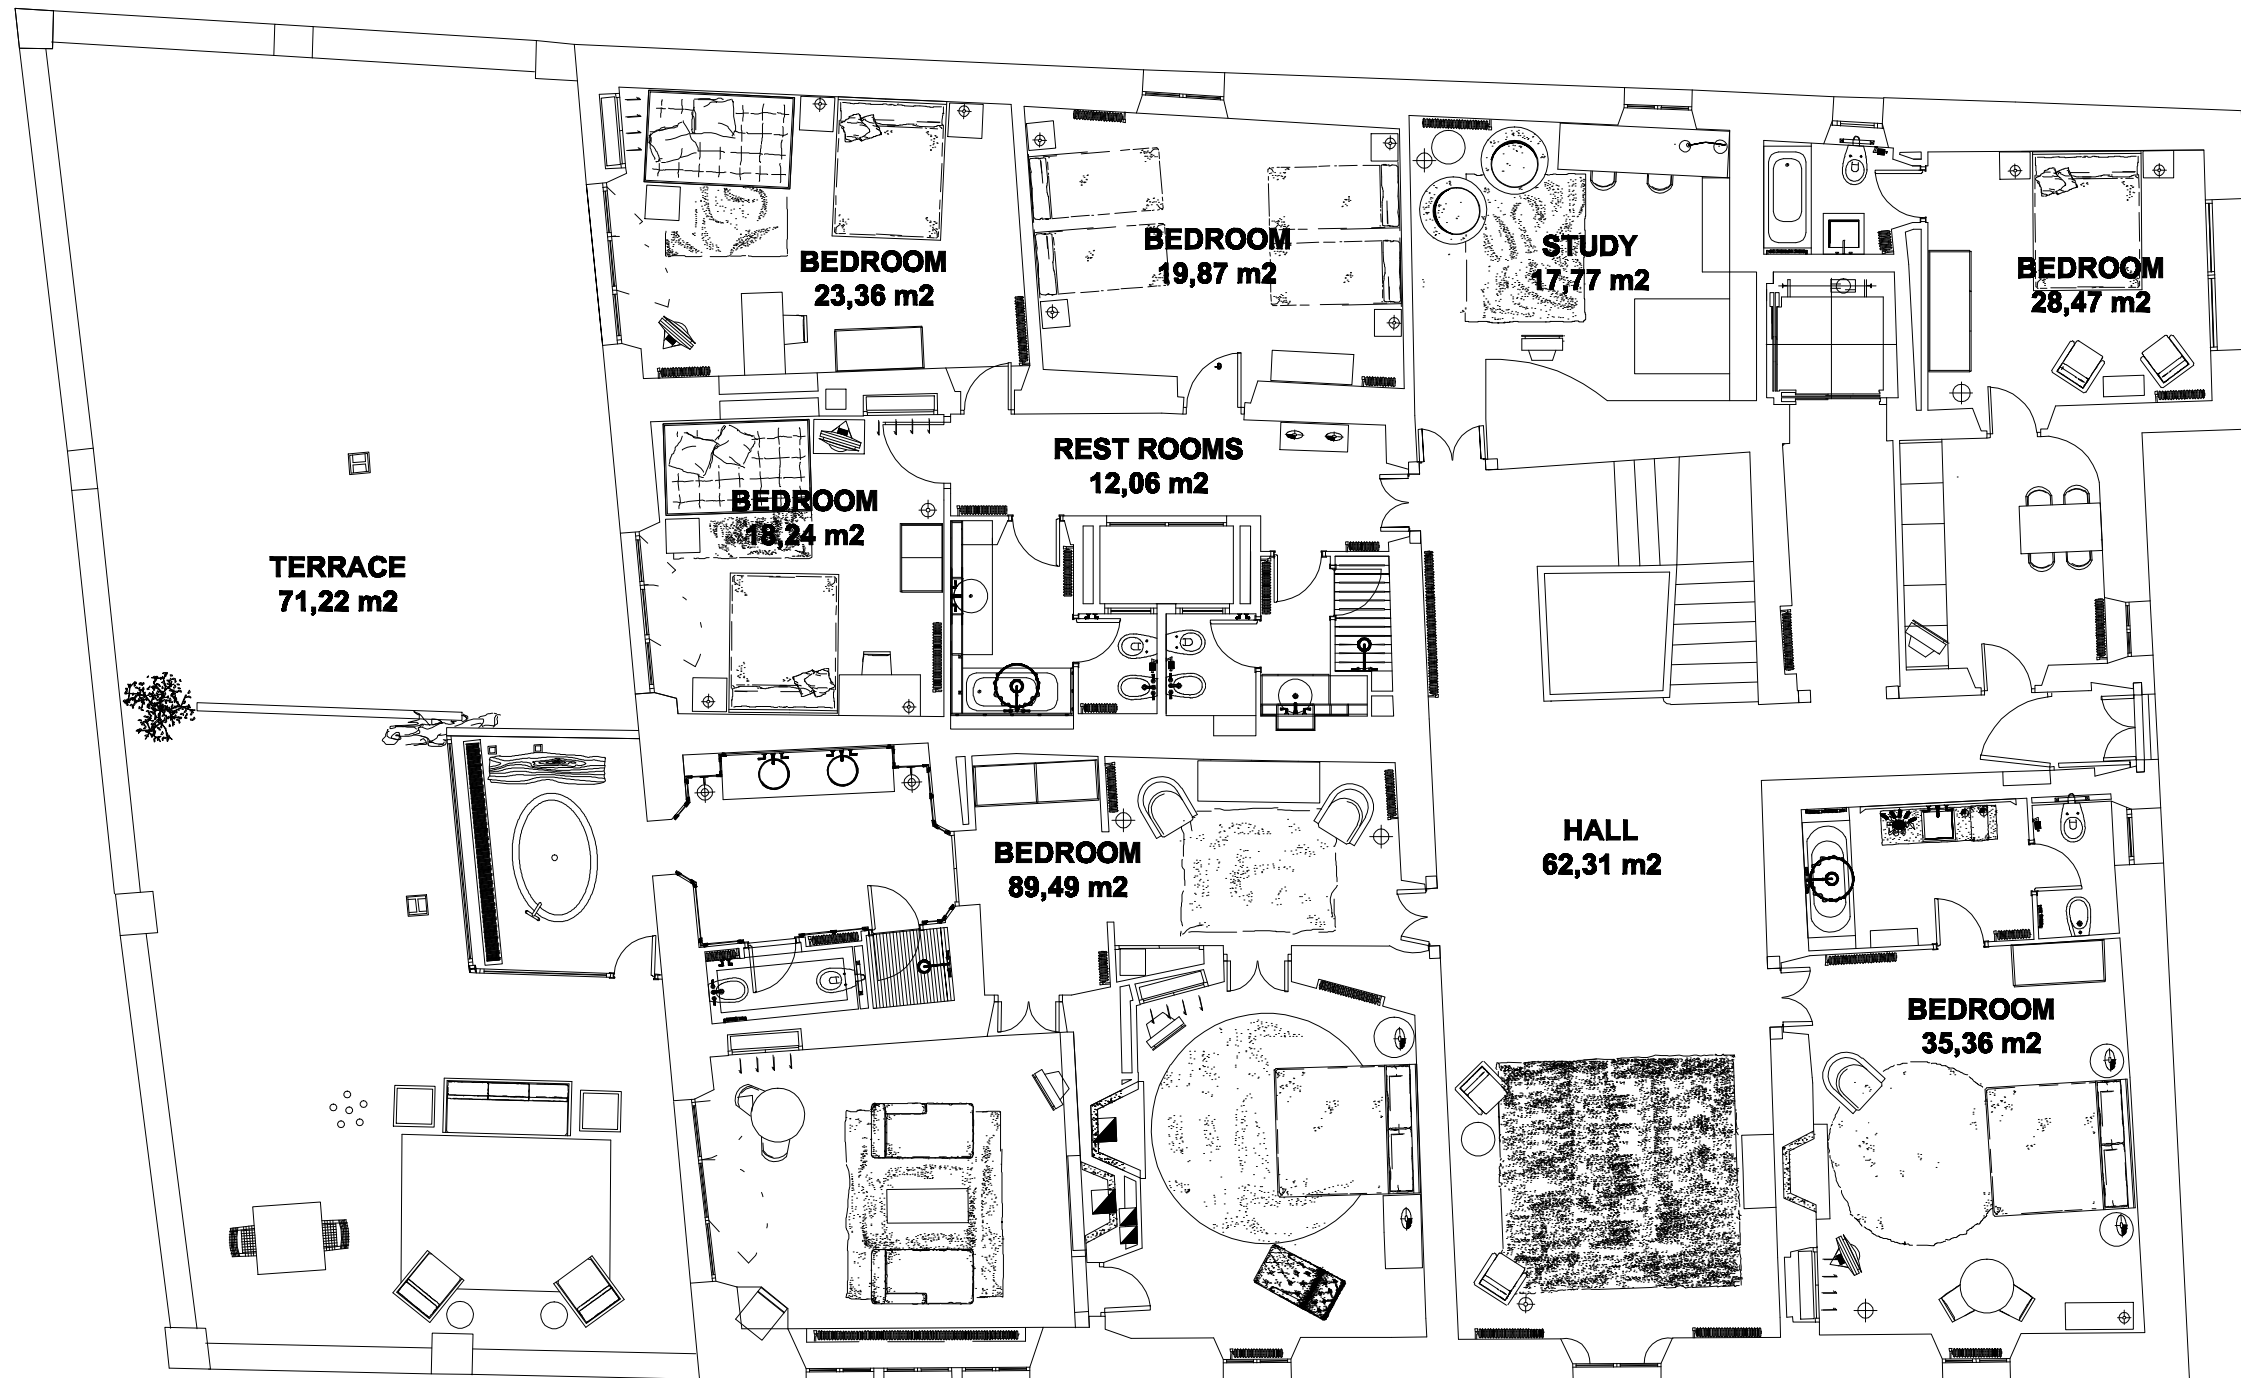 BEDROOM
23,36 m2
BEDROOM
19,87 m2
STUDY
17,77 m2
BEDROOM
28,47 m2
REST ROOMS
12,06 m2
BEDROOM
18,24 m2
TERRACE
71,22 m2
BEDROOM
89,49 m2
HALL
62,31 m2
BEDROOM
35,36 m2